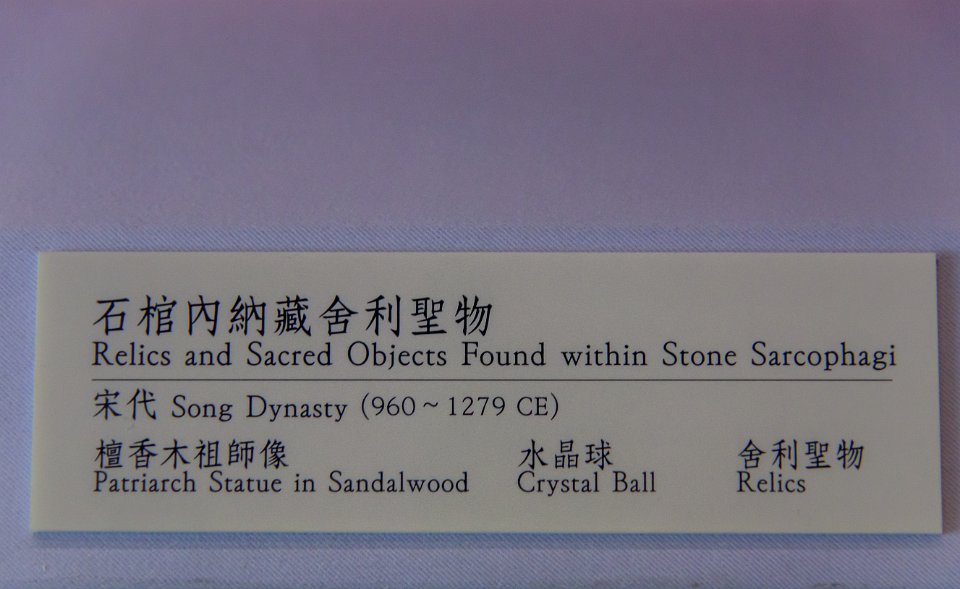 石棺內納藏舍利聖物
Relics and Sacred Objects Found within Stone Sarcophagi
宋代 Song Dynasty (960~1279 CE)
檀香木祖師像 水晶球 舍利聖物
Patriarch Statue in Sandalwood Crystal Ball Relics